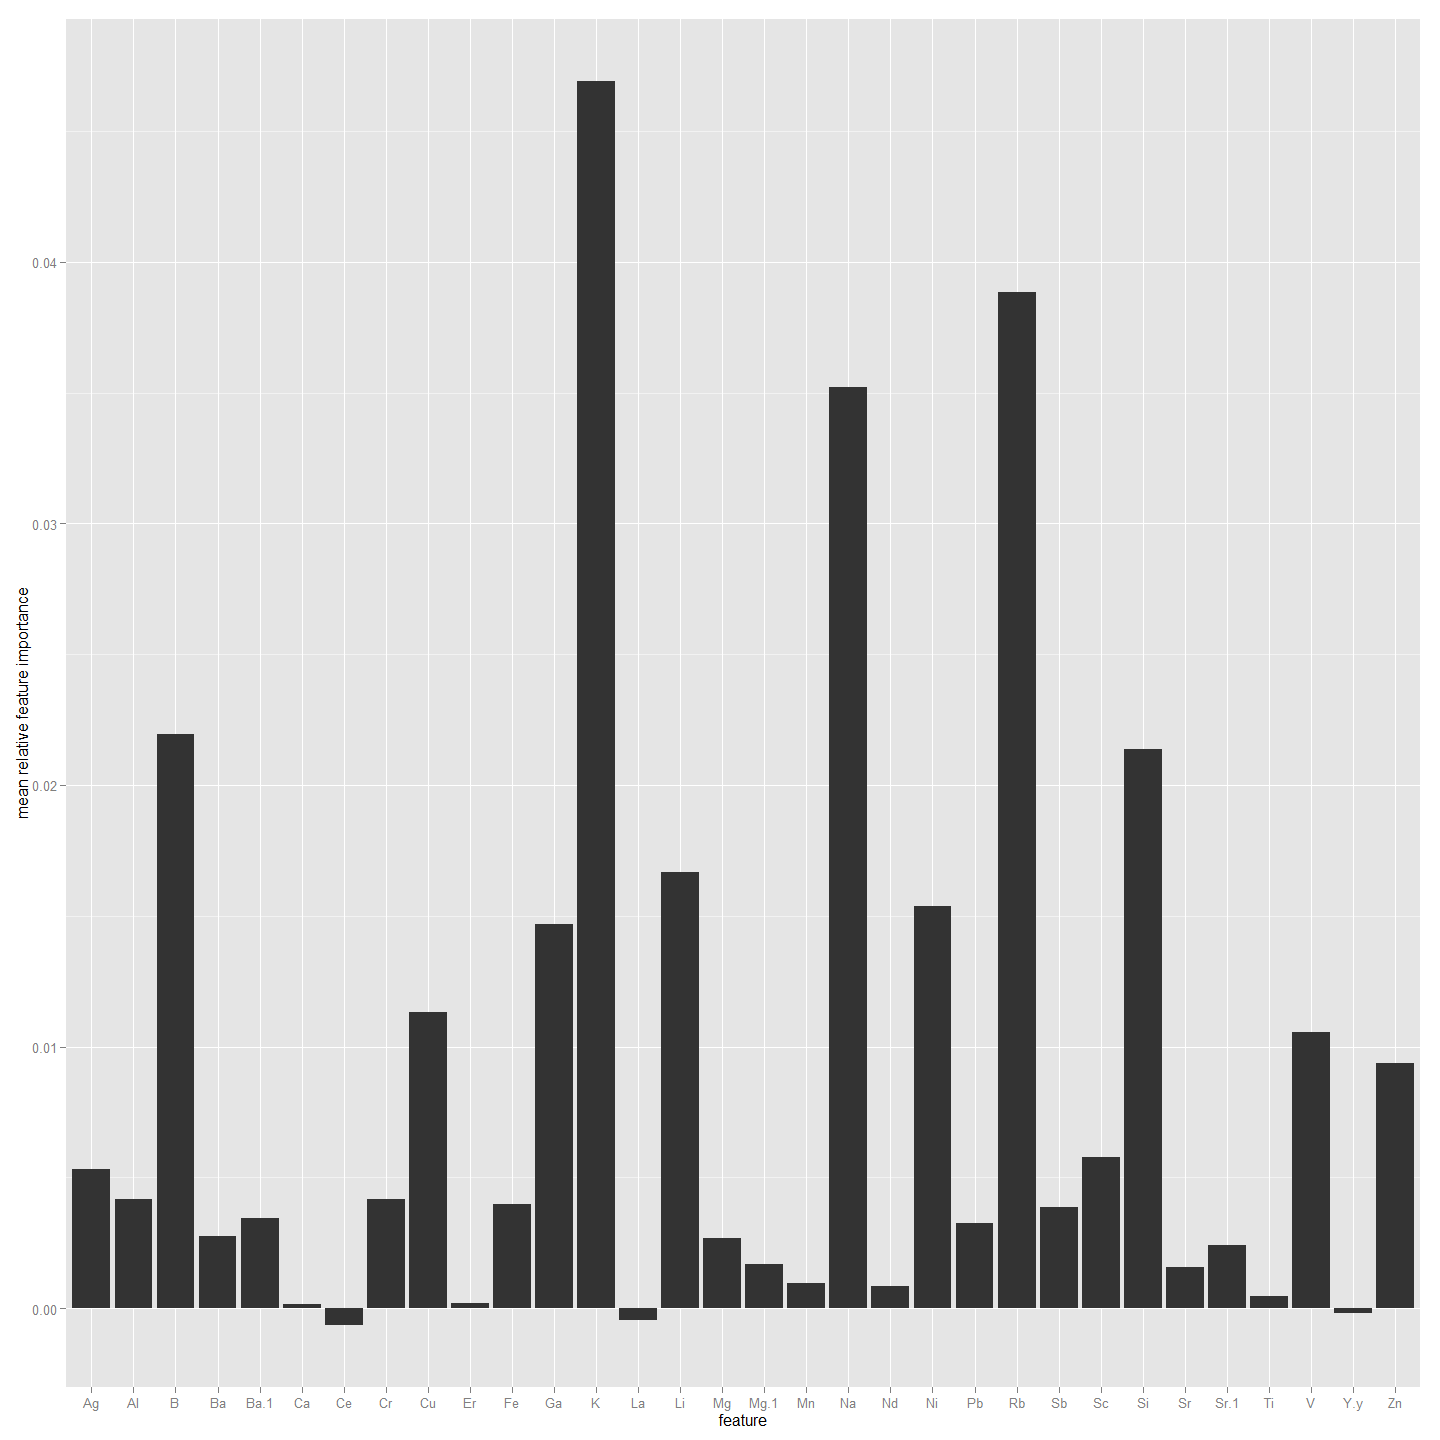 mean relative feature importance
0.04
0.03
0.02
0.01
0.00
Ag Al B Ba Ba.1 Ca Ce Cr Cu Er Fe Ga K La Li Mg Mg.1 Mn Na Nd Ni Pb Rb Sb Sc Si Sr Sr.1 Ti V Y.y Zn
feature